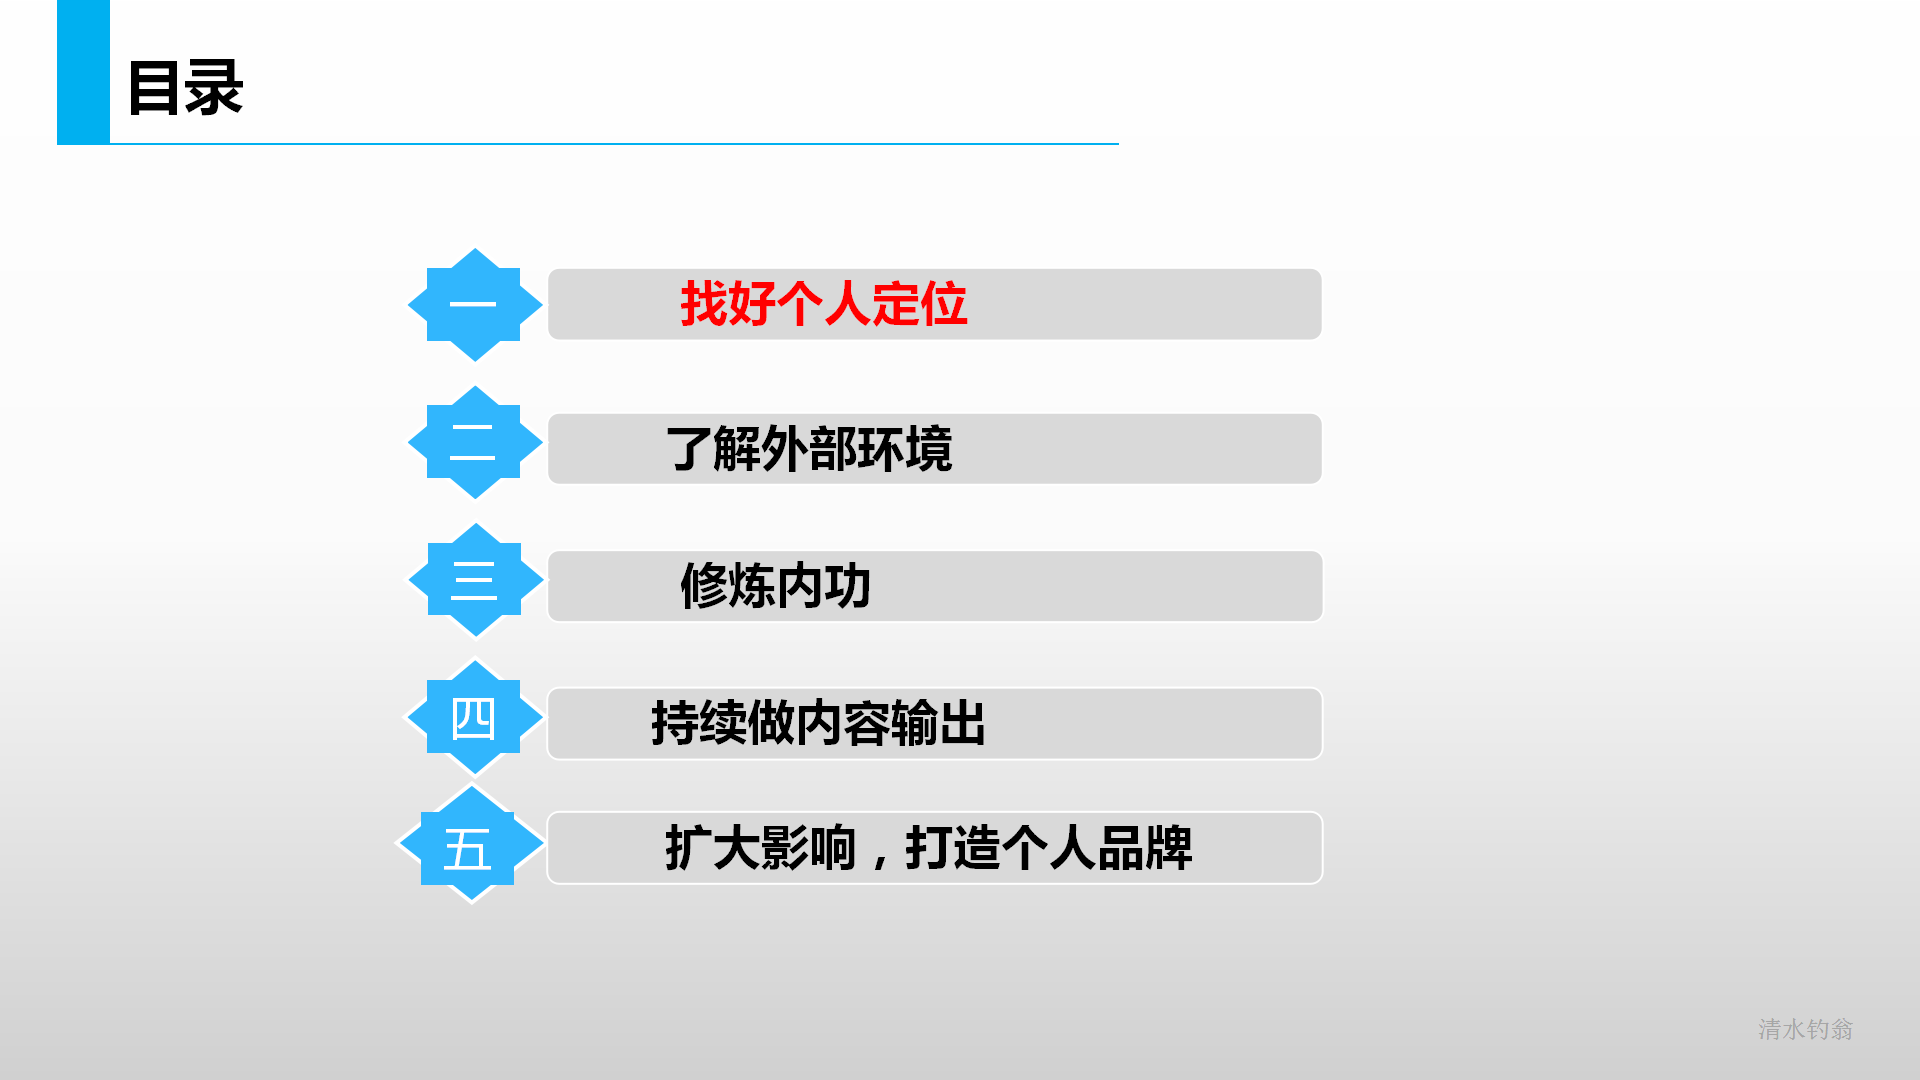 目录
一 找好个人定位
二 了解外部环境
三 修炼内功
四 持续做内容输出
五 扩大影响，打造个人品牌
清水钓翁